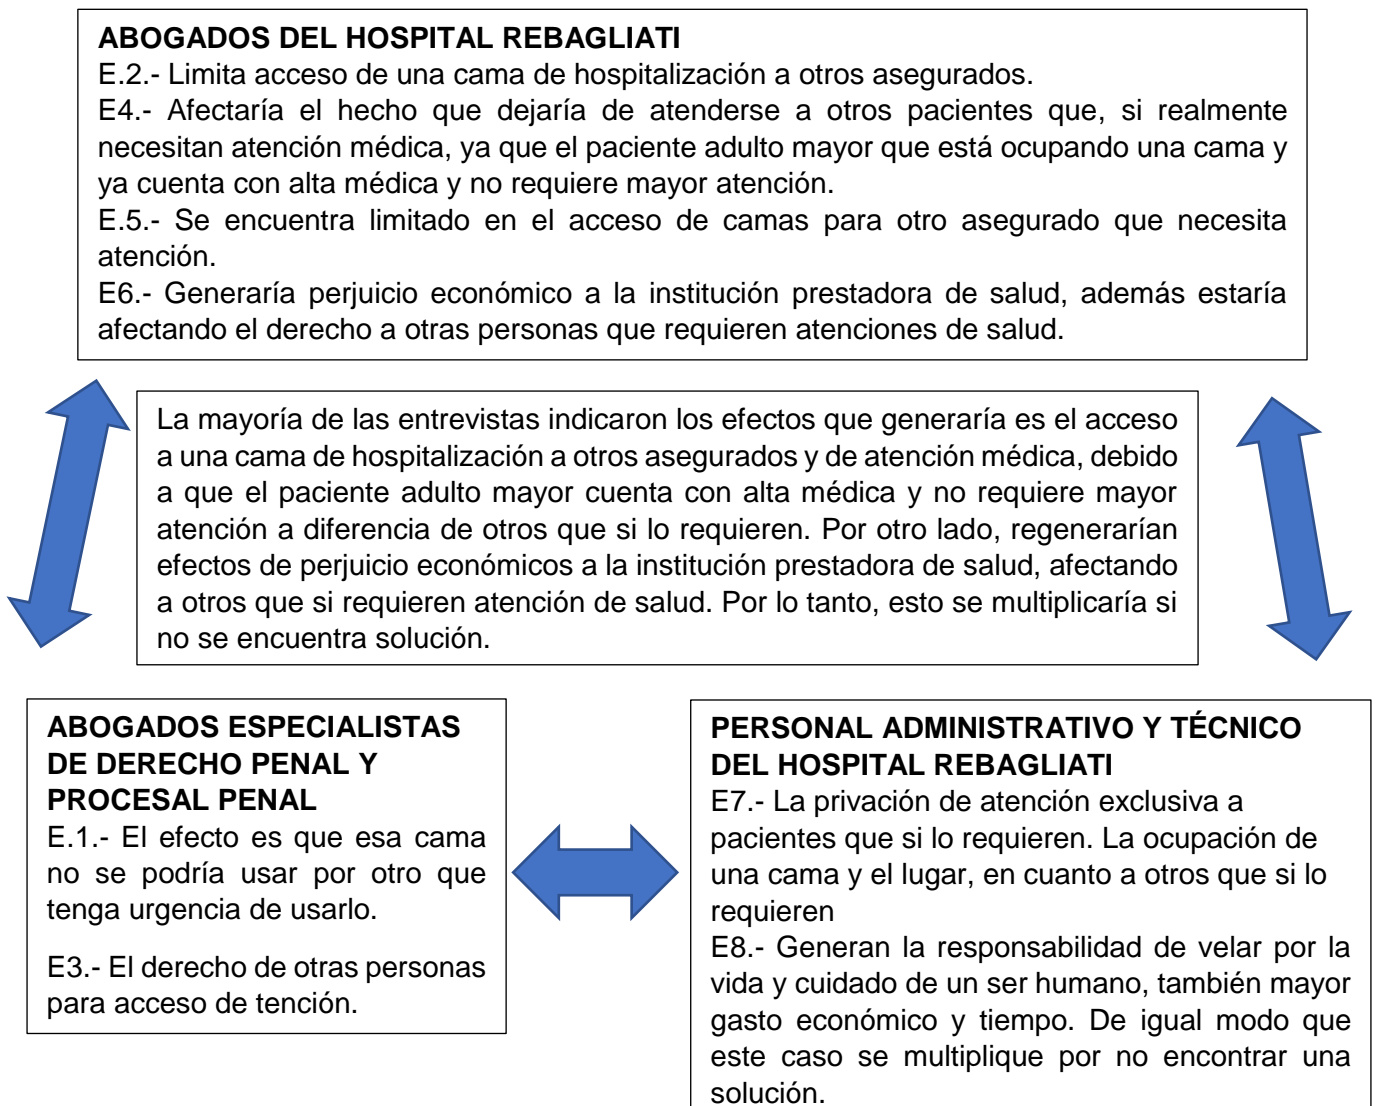 ABOGADOS DEL HOSPITAL REBAGLIATI
E.2.- Limita acceso de una cama de hospitalización a otros asegurados.
E4.- Afectaría el hecho que dejaría de atenderse a otros pacientes que, si realmente
necesitan atención médica, ya que el paciente adulto mayor que está ocupando una cama y
ya cuenta con alta médica y no requiere mayor atención.
E.5.- Se encuentra limitado en el acceso de camas para otro asegurado que necesita
atención.
E6.- Generaría perjuicio económico a la institución prestadora de salud, además estaría
afectando el derecho a otras personas que requieren atenciones de salud.
La mayoría de las entrevistas indicaron los efectos que generaría es el acceso
a una cama de hospitalización a otros asegurados y de atención médica, debido
a que el paciente adulto mayor cuenta con alta médica y no requiere mayor
atención a diferencia de otros que si lo requieren. Por otro lado, regenerarían
efectos de perjuicio económicos a la institución prestadora de salud, afectando
a otros que si requieren atención de salud. Por lo tanto, esto se multiplicaría si
no se encuentra solución.
ABOGADOS ESPECIALISTAS
DE DERECHO PENAL Y
PROCESAL PENAL
E.1.- El efecto es que esa cama
no se podría usar por otro que
tenga urgencia de usarlo.
E3.- El derecho de otras personas
para acceso de tención.
PERSONAL ADMINISTRATIVO Y TÉCNICO
DEL HOSPITAL REBAGLIATI
E7.- La privación de atención exclusiva a
pacientes que si lo requieren. La ocupación de
una cama y el lugar, en cuanto a otros que si lo
requieren
E8.- Generan la responsabilidad de velar por la
vida y cuidado de un ser humano, también mayor
gasto económico y tiempo. De igual modo que
este caso se multiplique por no encontrar una
solución.